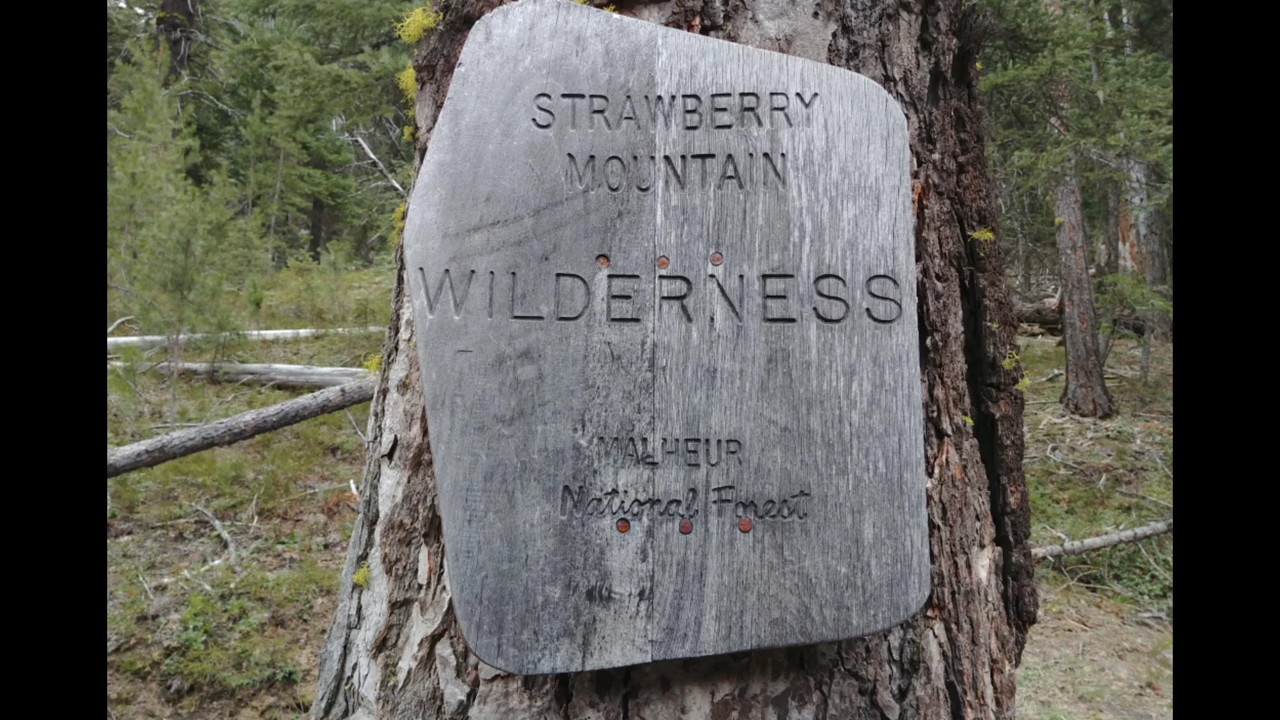 STRAWBERRY
MOUNTAIN
WILDERNESS
MALHEUR
National Forest